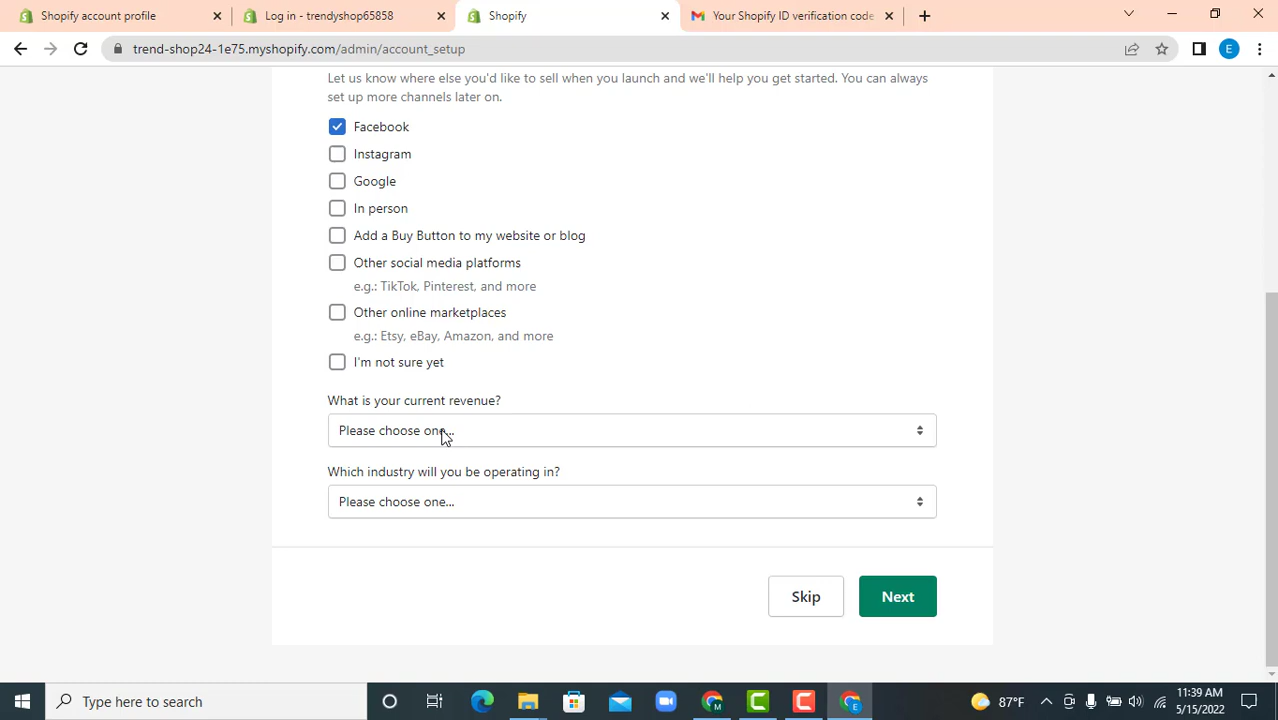 Shopify account profile
Log in - trendyshop65858
Shopify
Your Shopify ID verification code
trend-shop24-1e75.myshopify.com/admin/account_setup
E
Let us know where else you'd like to sell when you launch and we'll help you get started. You can always
set up more channels later on.
Facebook
Instagram
Google
In person
Add a Buy Button to my website or blog
Other social media platforms
e.g.: TikTok, Pinterest, and more
Other online marketplaces
e.g.: Etsy, eBay, Amazon, and more
I'm not sure yet
What is your current revenue?
Please choose one...
Which industry will you be operating in?
Please choose one...
Skip
Next
Type here to search
M
E
87°F
11:39 AM
5/15/2022